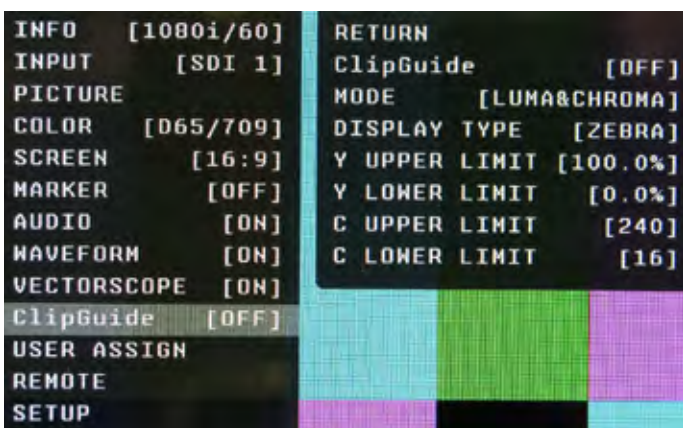 INFO [1080i/60]
INPUT [SDI 1]
PICTURE
COLOR [D65/709]
SCREEN [16:9]
MARKER [OFF]
AUDIO [ON]
WAVEFORM [ON]
VECTORSCOPE [ON]
ClipGuide [OFF]
USER ASSIGN
REMOTE
SETUP
RETURN
ClipGuide [OFF]
MODE [LUMA&CHROMA]
DISPLAY TYPE [ZEBRA]
Y UPPER LIMIT [100.0%]
Y LOWER LIMIT [0.0%]
C UPPER LIMIT [240]
C LOWER LIMIT [16]